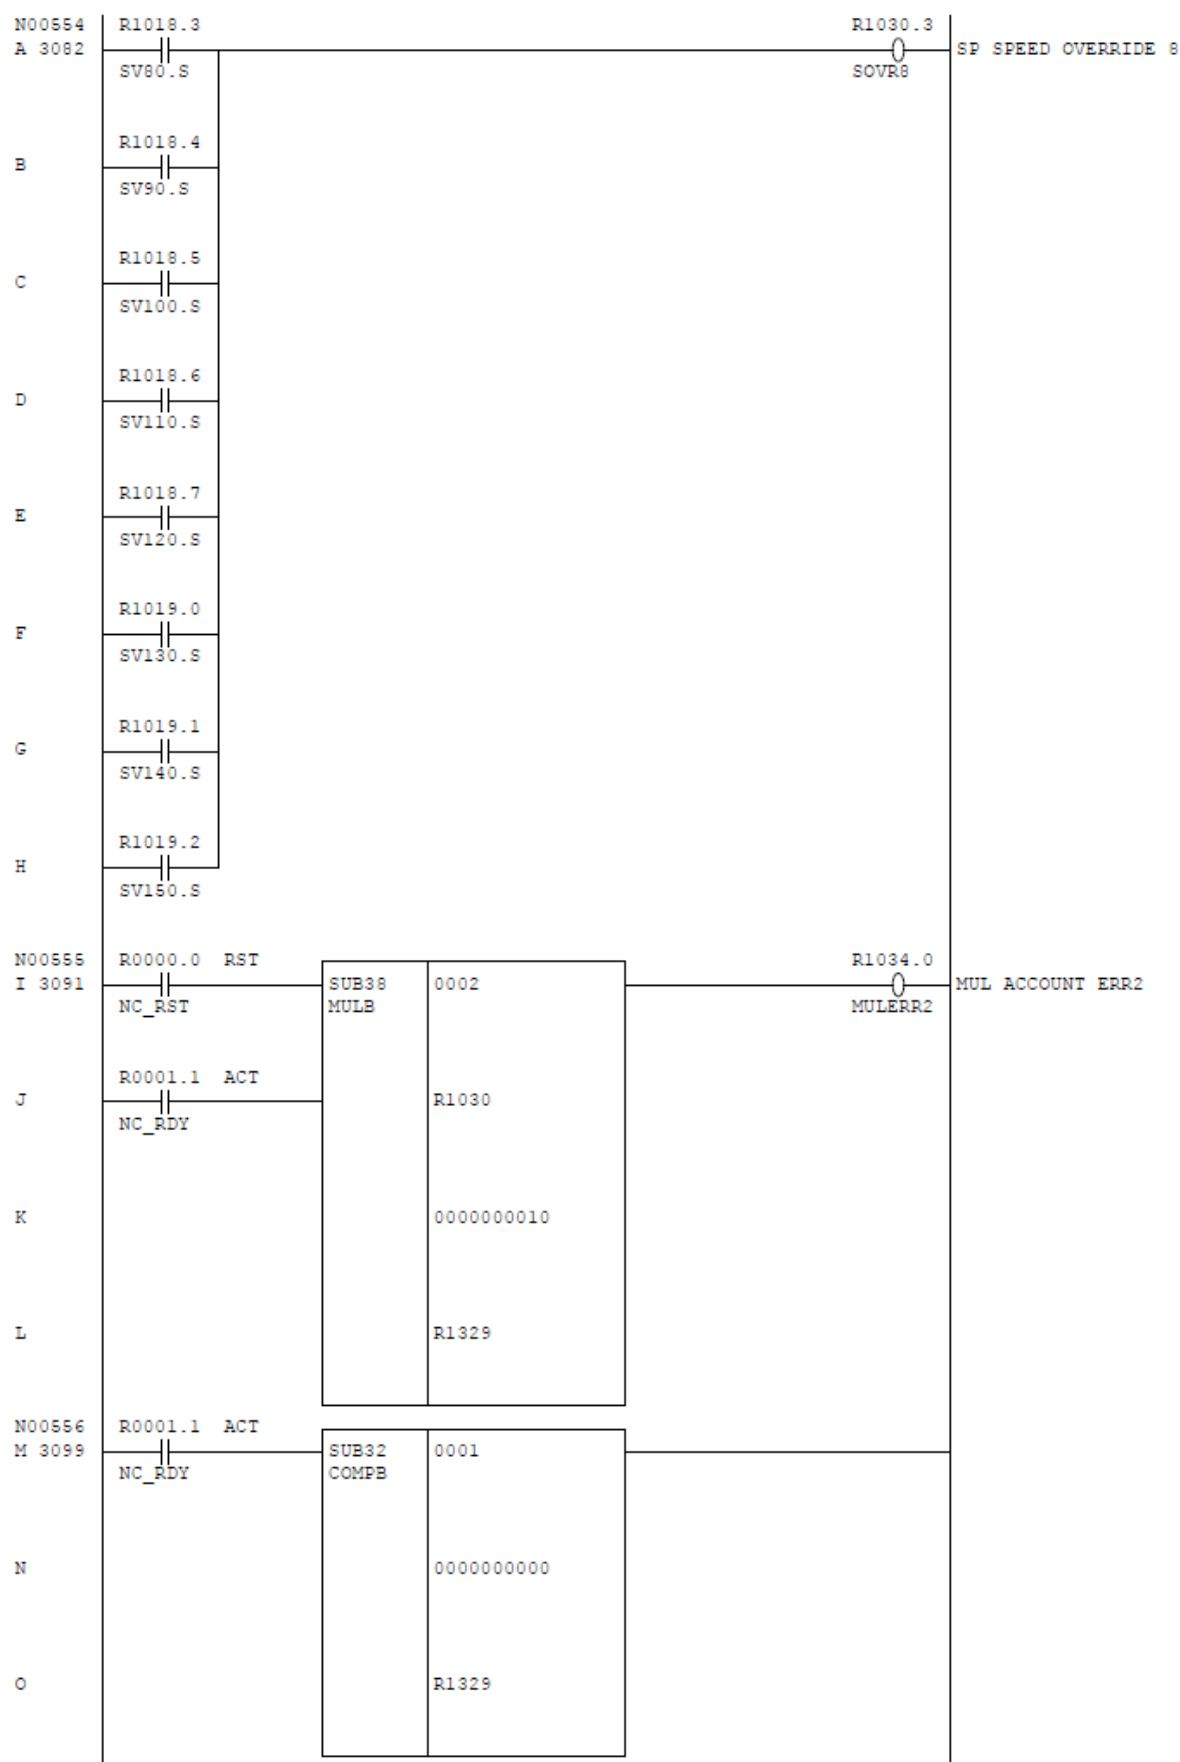 N00554 R1018.3 R1030.3
A 3082 SP SPEED OVERRIDE 8
SV80.S SOVR8
R1018.4
B
SV90.S
R1018.5
C
SV100.S
R1018.6
D
SV110.S
R1018.7
E
SV120.S
R1019.0
F
SV130.S
R1019.1
G
SV140.S
R1019.2
H
SV150.S
N00555 R0000.0 RST R1034.0
I 3091 SUB38 0002 MUL ACCOUNT ERR2
NC_RST MULB MULERR2
R0001.1 ACT
J R1030
NC_RDY
K 0000000010
L R1329
N00556 R0001.1 ACT
M 3099 SUB32 0001
NC_RDY COMPB
N 0000000000
O R1329